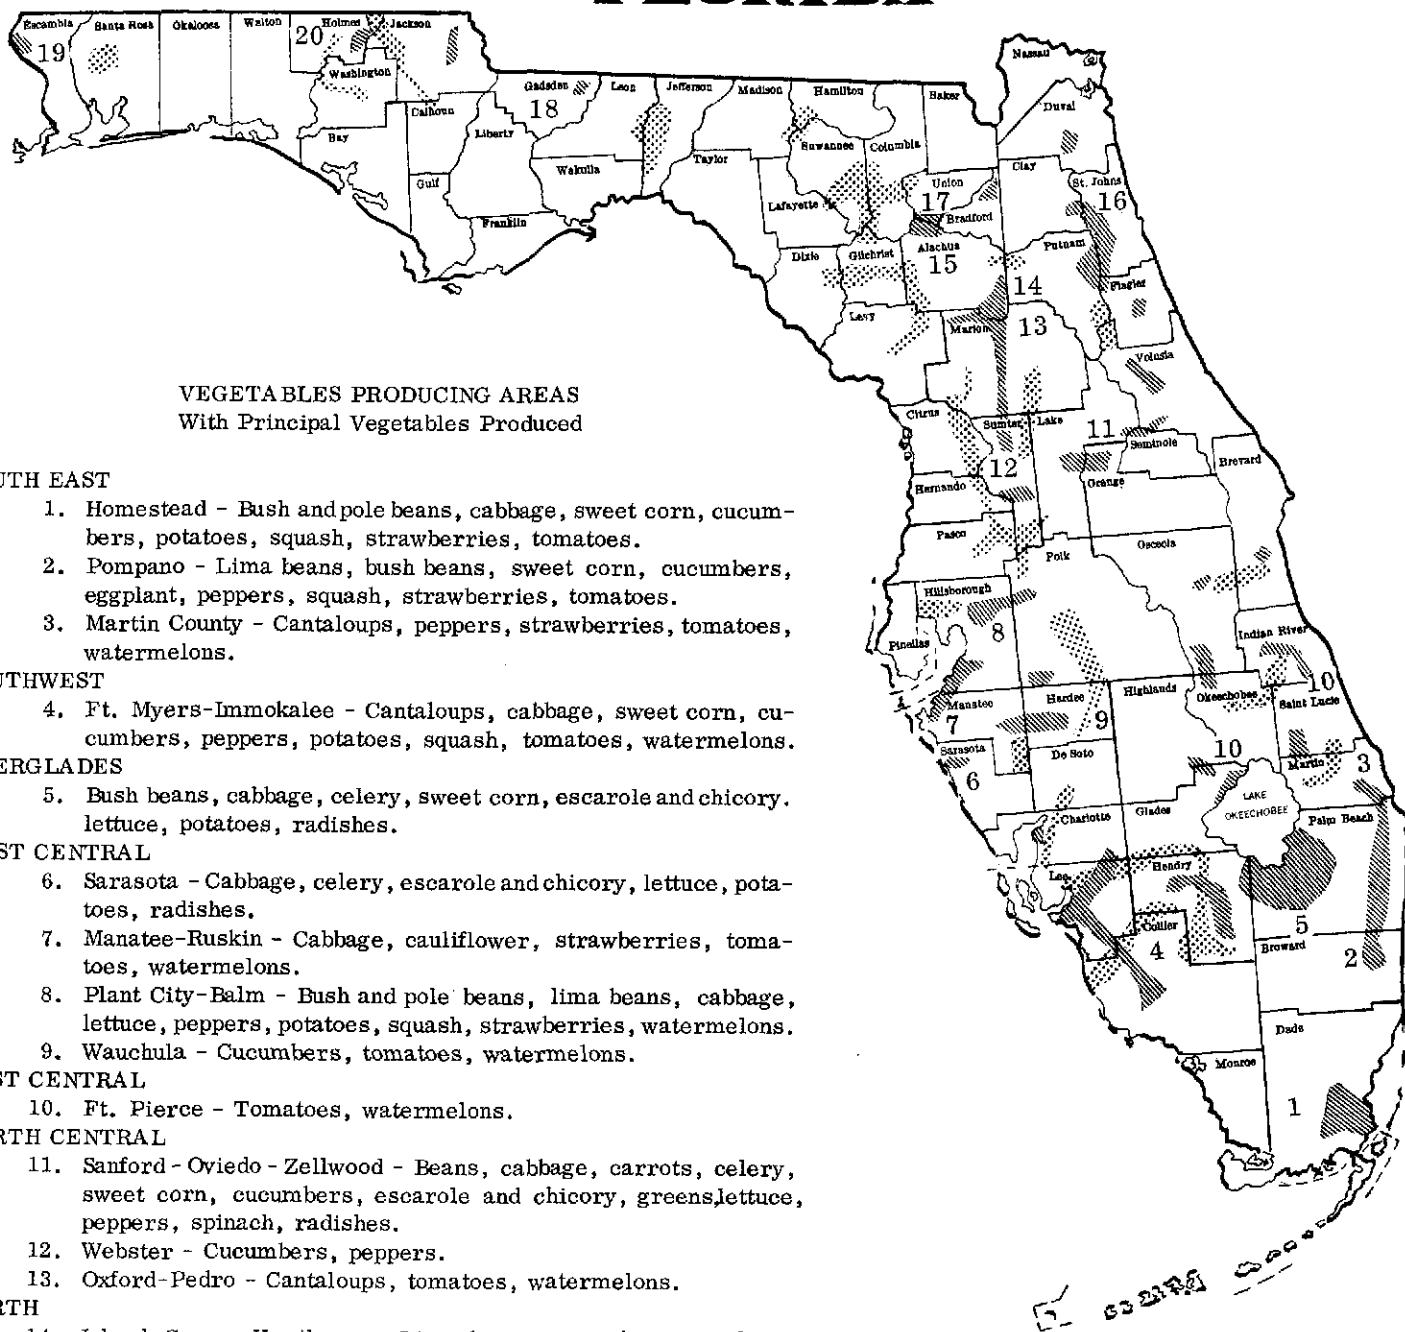 Escambia
Santa Rosa
Okaloosa
Walton
Holmes
Jackson
19
20
Washington
Bay
Calhoun
Gulf
Liberty
Gadsden
18
Leon
Jefferson
Madison
Hamilton
Baker
Nassau
Duval
Wakulla
Franklin
Taylor
Suwannee
Columbia
Lafayette
Union
17
Bradford
Clay
St. Johns
16
Dixie
Gilchrist
Alachua
15
Putnam
14
Flagler
Levy
Marion
13
Volusia
Citrus
Sumter
Lake
11
Seminole
12
Hernando
Orange
Brevard
Pasco
Polk
Osceola
Hillsborough
8
Pinellas
Indian River
10
Manatee
7
Hardee
9
Highlands
Okeechobee
Saint Lucie
Sarasota
6
De Soto
10
Martin
3
Charlotte
Glades
LAKE
OKEECHOBEE
Palm Beach
Lee
Hendry
5
Collier
4
Broward
2
Dade
Monroe
1
VEGETABLES PRODUCING AREAS
With Principal Vegetables Produced
UTH EAST
1. Homestead - Bush and pole beans, cabbage, sweet corn, cucum-
bers, potatoes, squash, strawberries, tomatoes.
2. Pompano - Lima beans, bush beans, sweet corn, cucumbers,
eggplant, peppers, squash, strawberries, tomatoes.
3. Martin County - Cantaloups, peppers, strawberries, tomatoes,
watermelons.
UTHWEST
4. Ft. Myers-Immokalee - Cantaloups, cabbage, sweet corn, cu-
cumbers, peppers, potatoes, squash, tomatoes, watermelons.
ERGLADES
5. Bush beans, cabbage, celery, sweet corn, escarole and chicory.
lettuce, potatoes, radishes.
ST CENTRAL
6. Sarasota - Cabbage, celery, escarole and chicory, lettuce, pota-
toes, radishes.
7. Manatee-Ruskin - Cabbage, cauliflower, strawberries, toma-
toes, watermelons.
8. Plant City-Balm - Bush and pole beans, lima beans, cabbage,
lettuce, peppers, potatoes, squash, strawberries, watermelons.
9. Wauchula - Cucumbers, tomatoes, watermelons.
ST CENTRAL
10. Ft. Pierce - Tomatoes, watermelons.
RTH CENTRAL
11. Sanford - Oviedo - Zellwood - Beans, cabbage, carrots, celery,
sweet corn, cucumbers, escarole and chicory, greens,lettuce,
peppers, spinach, radishes.
12. Webster - Cucumbers, peppers.
13. Oxford-Pedro - Cantaloups, tomatoes, watermelons.
RTH